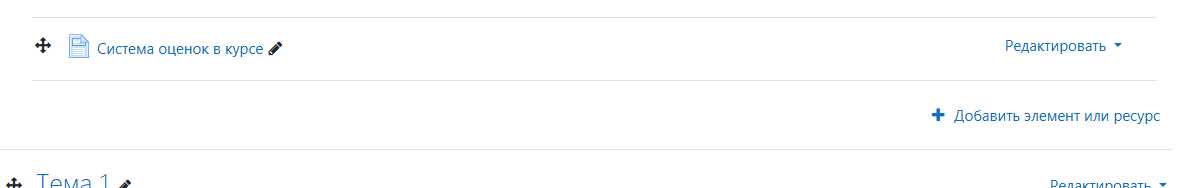 Система оценок в курсе
Редактировать
Добавить элемент или ресурс
Тема 1
Редактировать